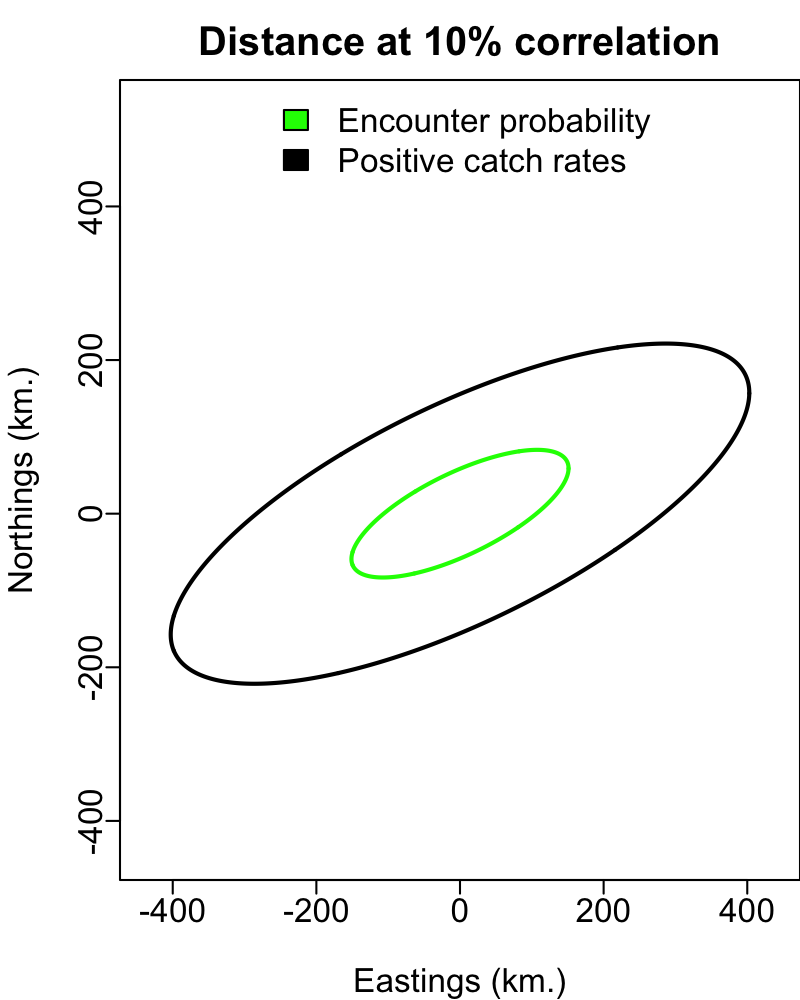 Distance at 10% correlation
Encounter probability
Positive catch rates
Northings (km.)
400
200
0
-200
-400
-400 -200 0 200 400
Eastings (km.)